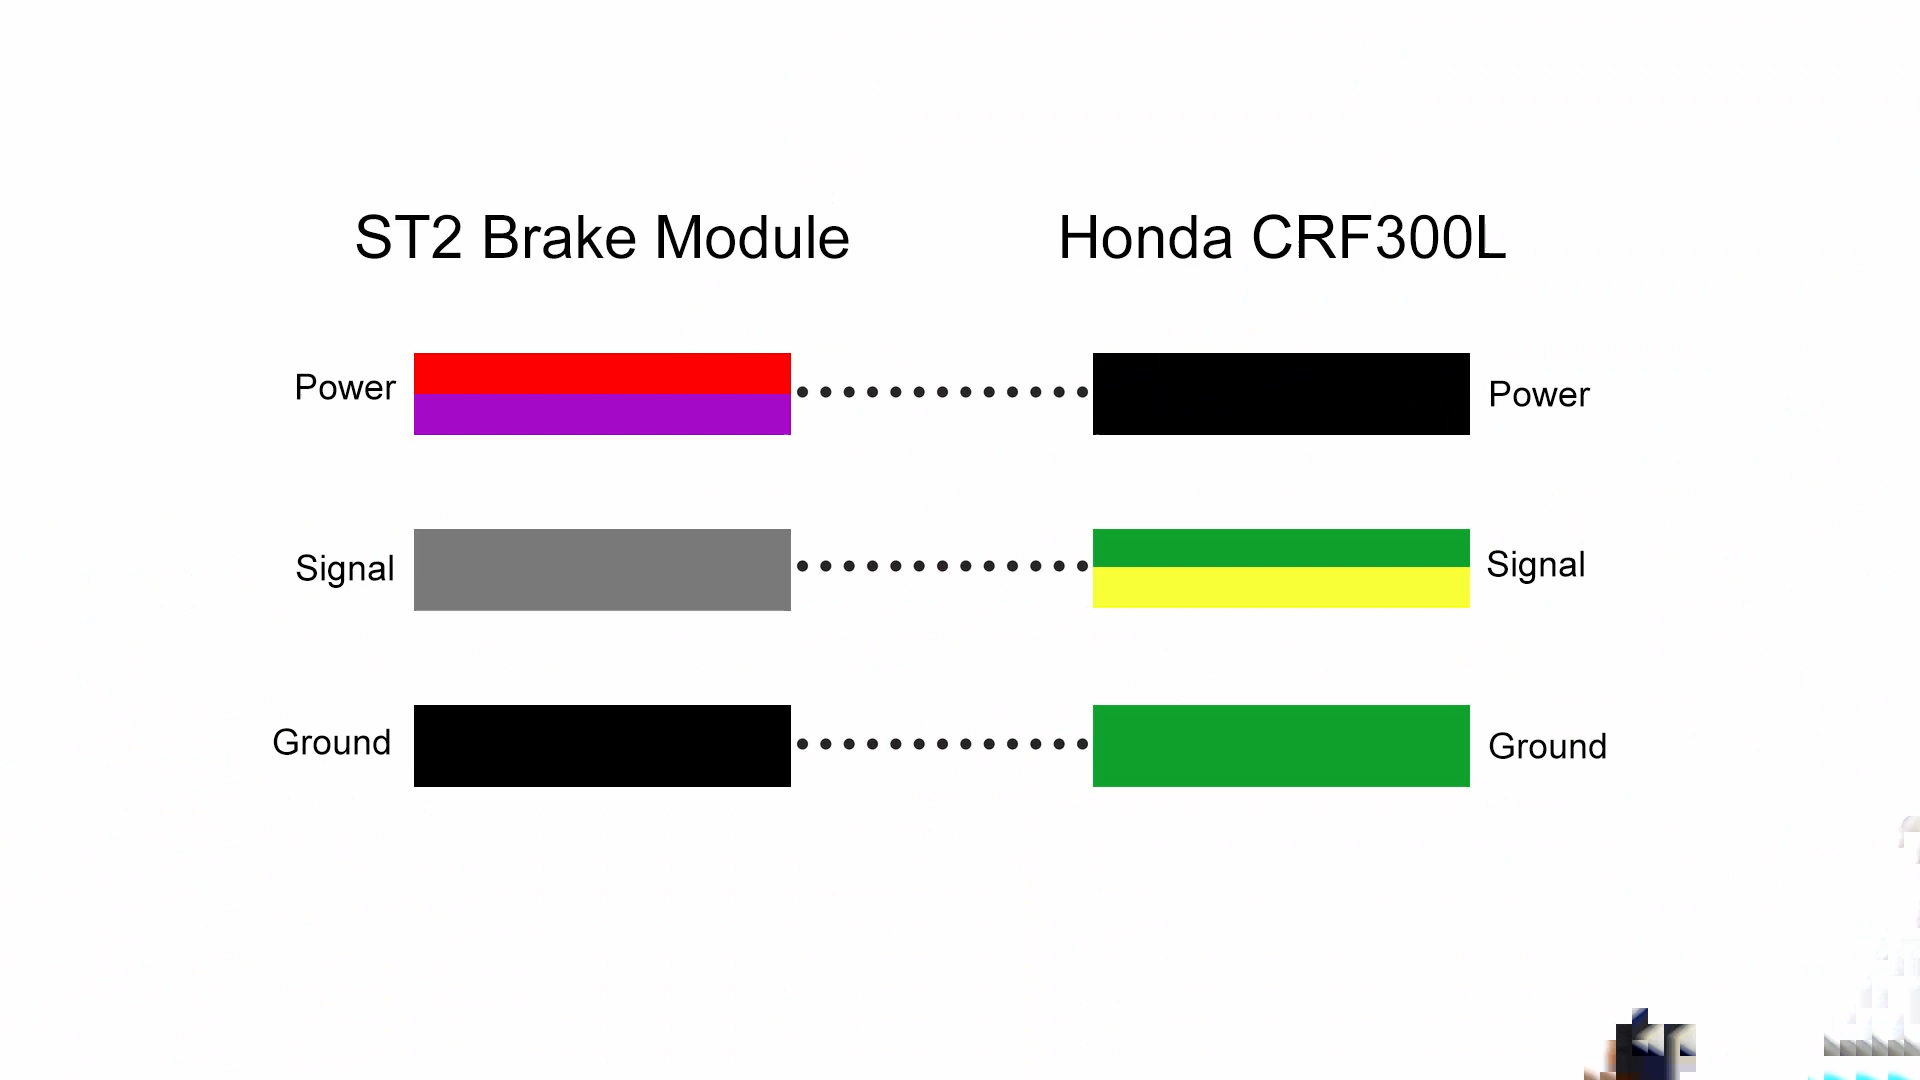 ST2 Brake Module Honda CRF300L
Power Power
Signal Signal
Ground Ground